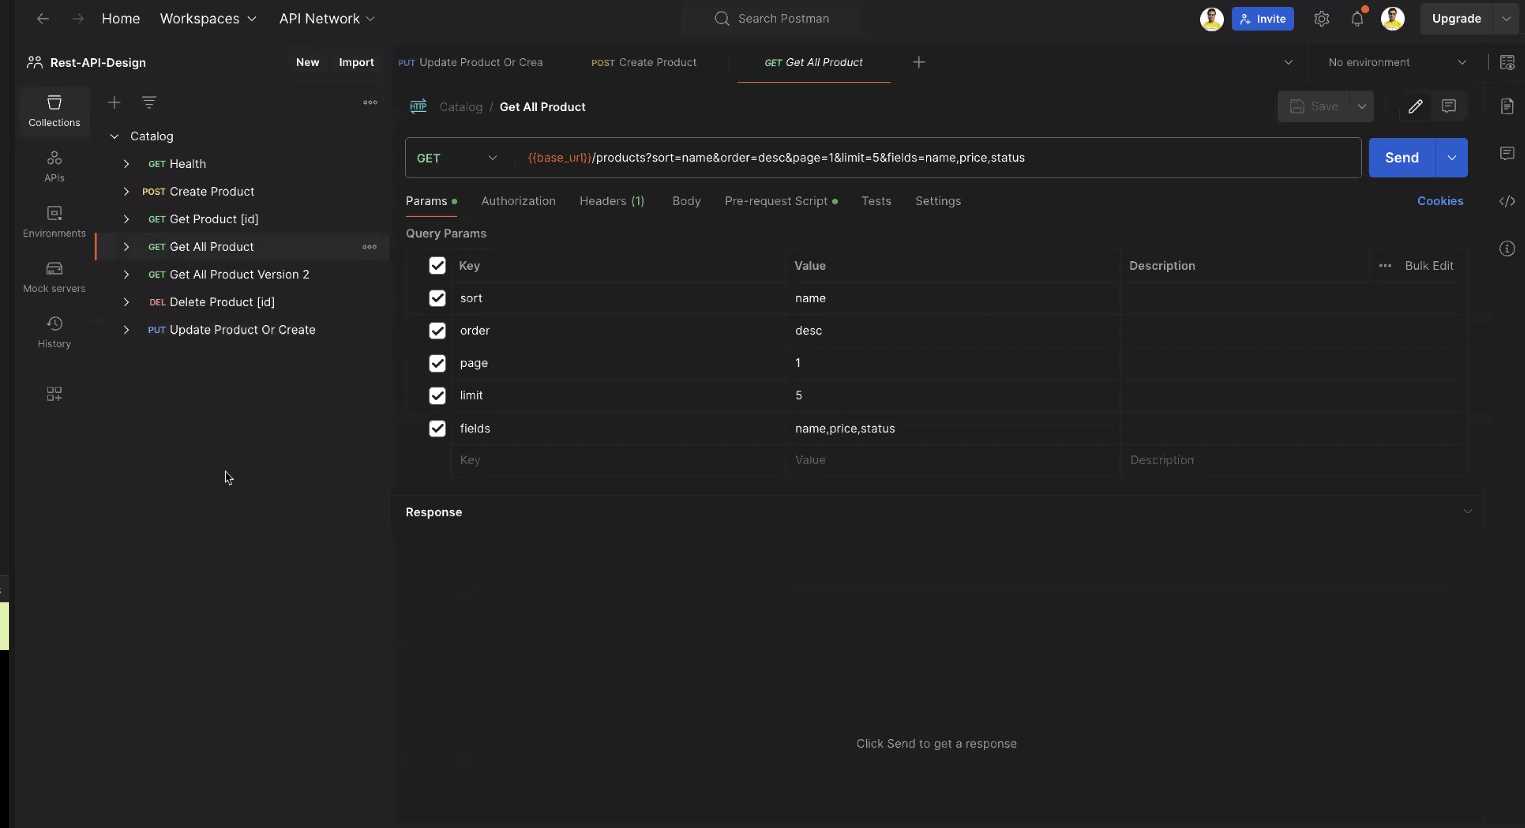 Home Workspaces API Network Search Postman Invite Upgrade
Rest-API-Design New Import PUT Update Product Or Crea POST Create Product GET Get All Product No environment
Collections
APIs
Environments
Mock servers
History
Catalog
GET Health
POST Create Product
GET Get Product [id]
GET Get All Product
GET Get All Product Version 2
DEL Delete Product [id]
PUT Update Product Or Create
HTTP Catalog / Get All Product Save
GET {{base_url}}/products?sort=name&order=desc&page=1&limit=5&fields=name,price,status Send
Params Authorization Headers (1) Body Pre-request Script Tests Settings Cookies
Query Params
Key Value Description Bulk Edit
sort name
order desc
page 1
limit 5
fields name,price,status
Key Value Description
Response
Click Send to get a response